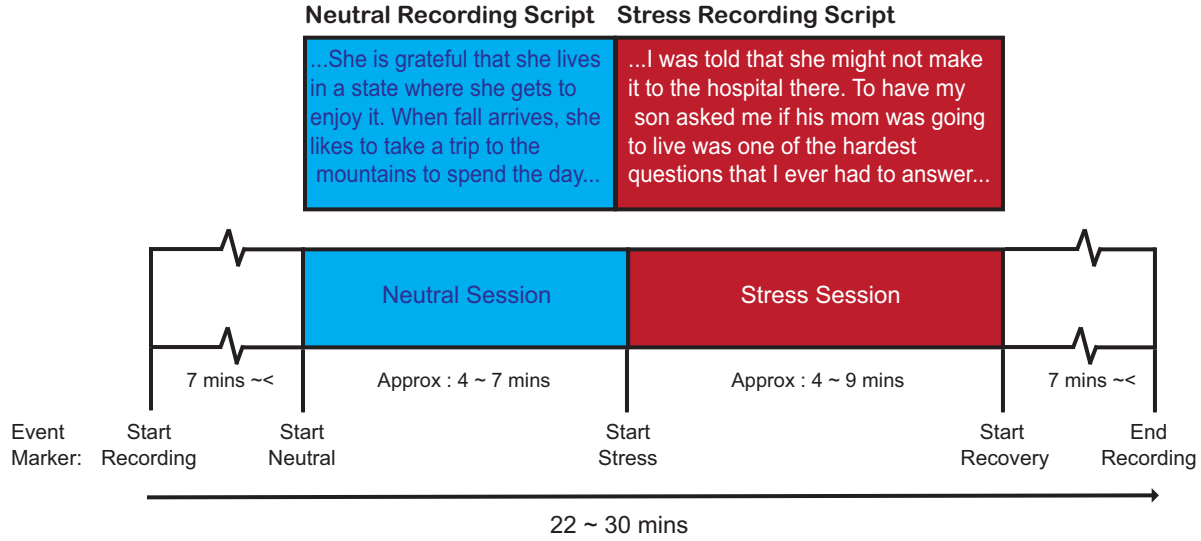 Neutral Recording Script
Stress Recording Script
...She is grateful that she lives
in a state where she gets to
enjoy it. When fall arrives, she
likes to take a trip to the
mountains to spend the day...
...I was told that she might not make
it to the hospital there. To have my
son asked me if his mom was going
to live was one of the hardest
questions that I ever had to answer...
Neutral Session
Stress Session
7 mins ~<
Approx : 4 ~ 7 mins
Approx : 4 ~ 9 mins
7 mins ~<
Event
Marker:
Start
Recording
Start
Neutral
Start
Stress
Start
Recovery
End
Recording
22 ~ 30 mins